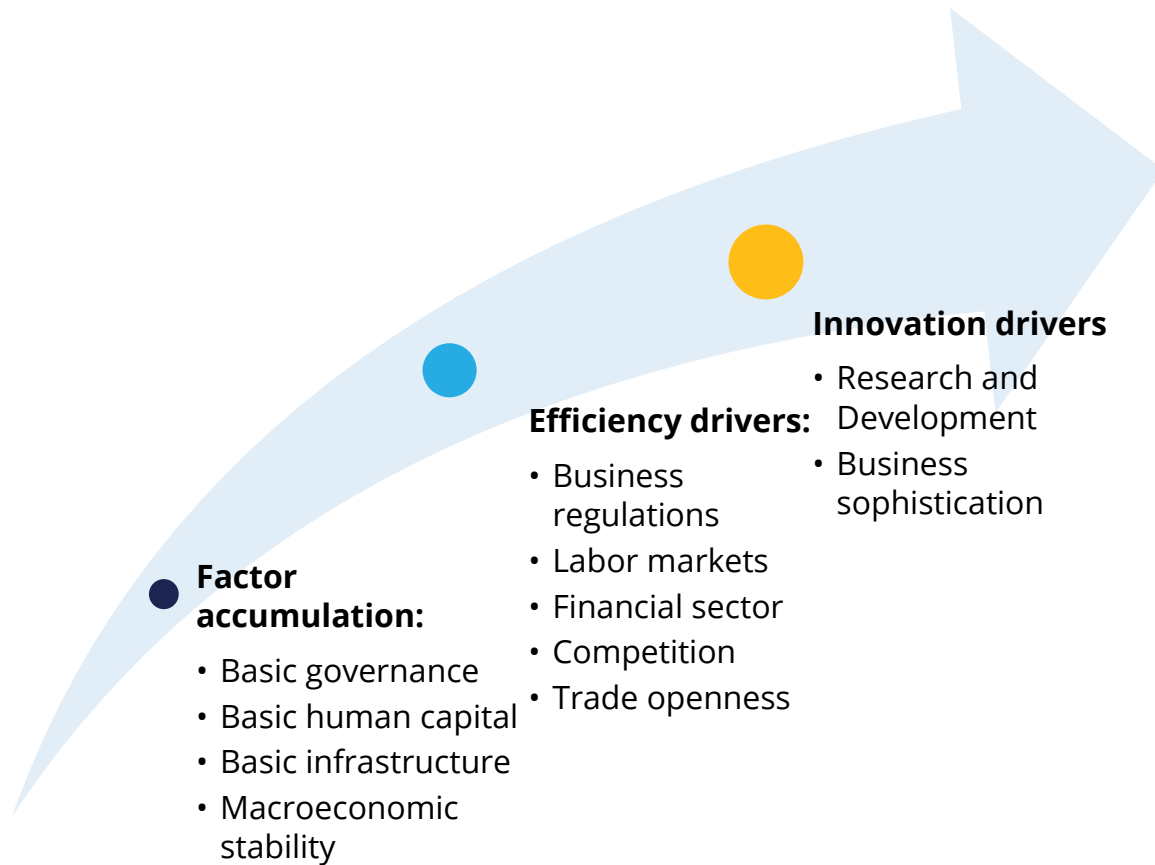 Factor
accumulation:
• Basic governance
• Basic human capital
• Basic infrastructure
• Macroeconomic
stability
Efficiency drivers:
• Business
regulations
• Labor markets
• Financial sector
• Competition
• Trade openness
Innovation drivers
• Research and
Development
• Business
sophistication